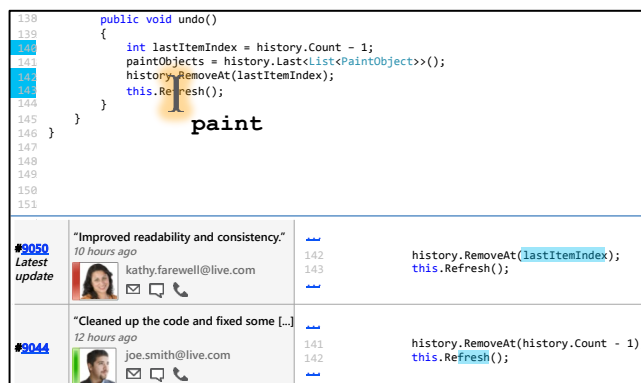 138 public void undo()
139 {
140 int lastItemIndex = history.Count – 1;
141 paintObjects = history.Last<List<PaintObject>>();
142 history.RemoveAt(lastItemIndex);
143 this.Refresh();
144 }
145 }
146 }
147
148
149
150
151
paint
#9050
Latest
update
“Improved readability and consistency.”
10 hours ago
kathy.farewell@live.com
...
142 history.RemoveAt(lastItemIndex);
143 this.Refresh();
...
#9044
“Cleaned up the code and fixed some [...]
12 hours ago
joe.smith@live.com
...
141 history.RemoveAt(history.Count - 1)
142 this.Refresh();
...